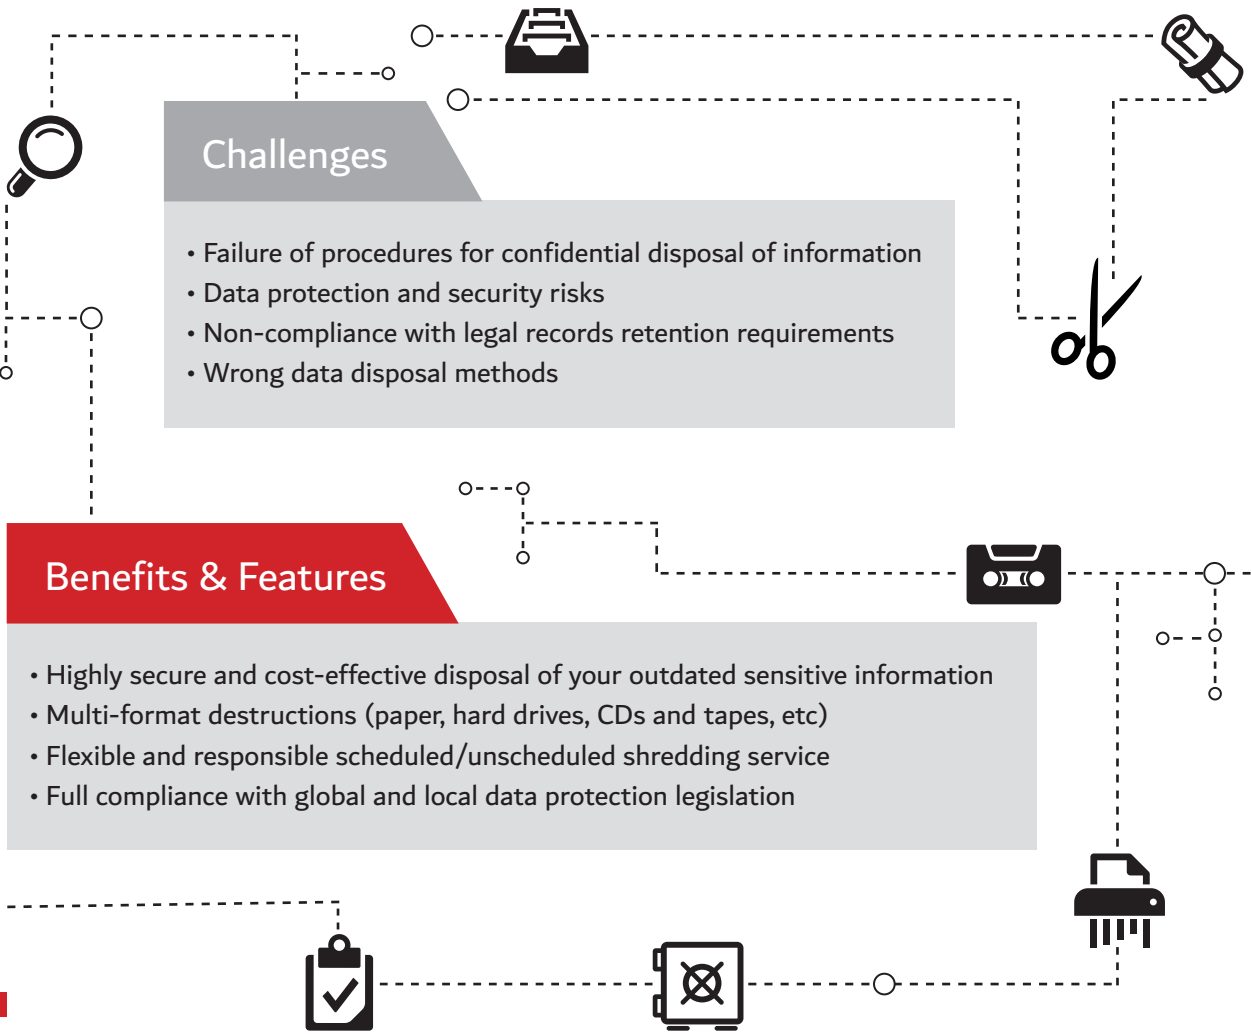 Challenges
• Failure of procedures for confidential disposal of information
• Data protection and security risks
• Non-compliance with legal records retention requirements
• Wrong data disposal methods
Benefits & Features
• Highly secure and cost-effective disposal of your outdated sensitive information
• Multi-format destructions (paper, hard drives, CDs and tapes, etc)
• Flexible and responsible scheduled/unscheduled shredding service
• Full compliance with global and local data protection legislation